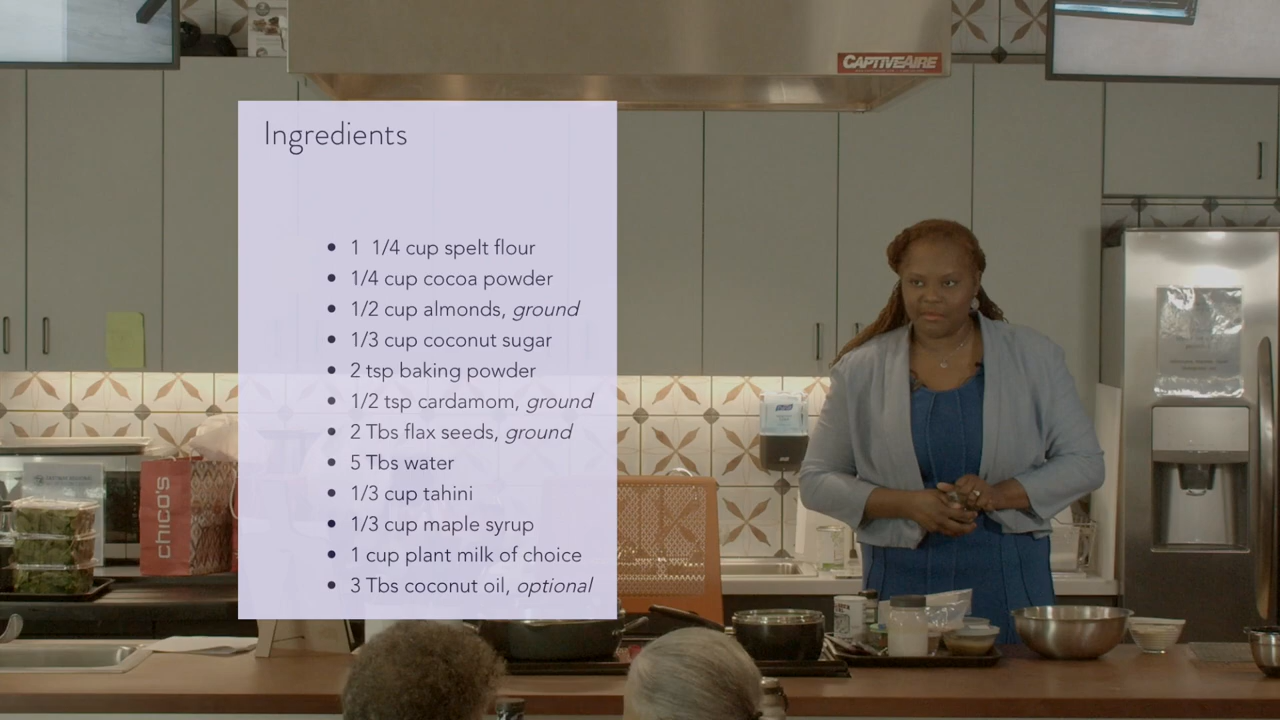 CAPTIVEAIRE
Ingredients
• 1 1/4 cup spelt flour
• 1/4 cup cocoa powder
• 1/2 cup almonds, ground
• 1/3 cup coconut sugar
• 2 tsp baking powder
• 1/2 tsp cardamom, ground
• 2 Tbs flax seeds, ground
• 5 Tbs water
• 1/3 cup tahini
• 1/3 cup maple syrup
• 1 cup plant milk of choice
• 3 Tbs coconut oil, optional
chico's
PURELL